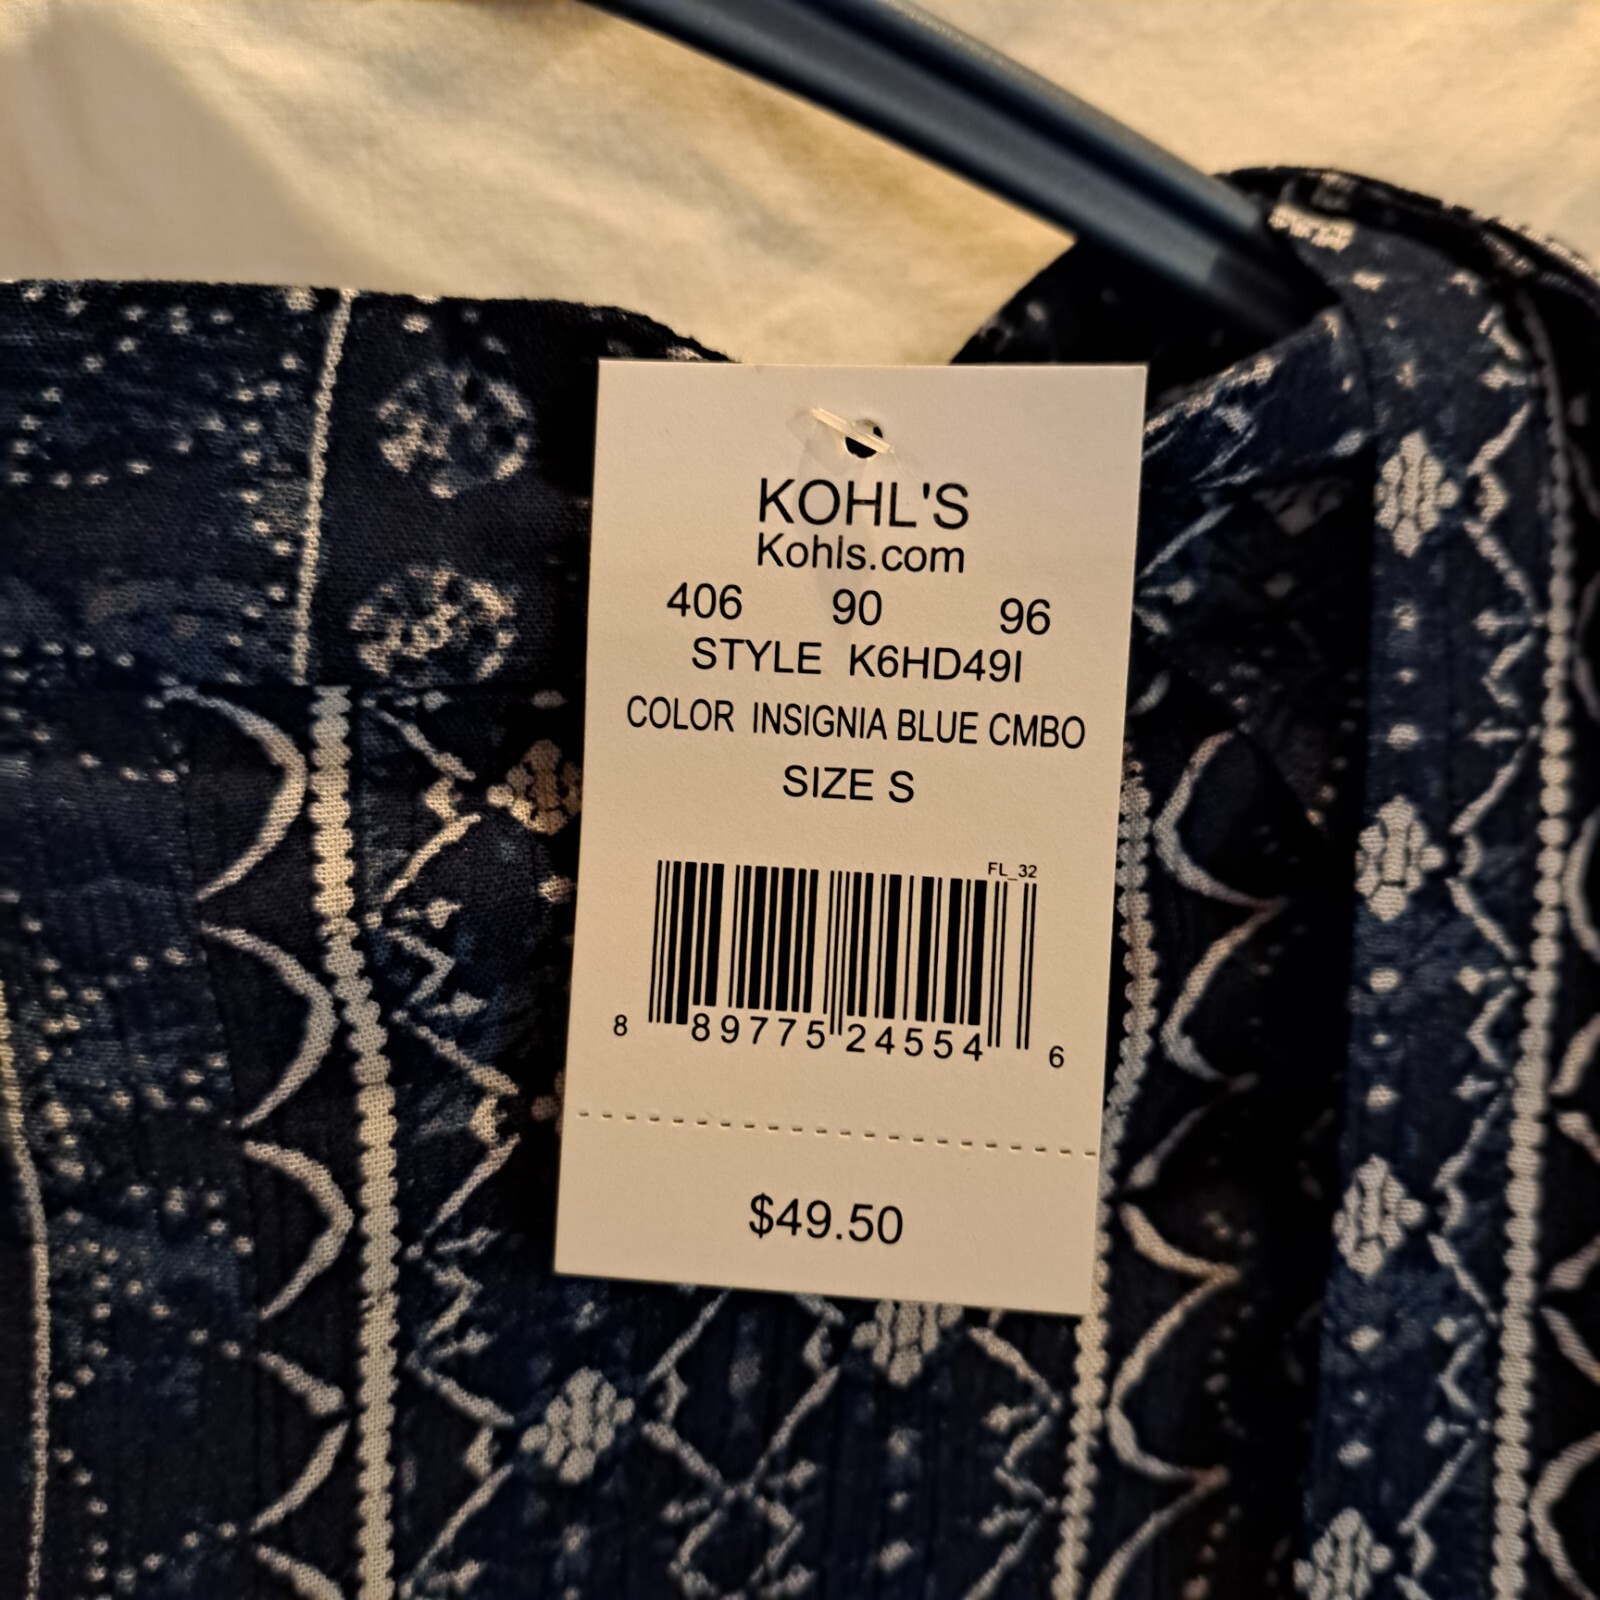 KOHL'S
Kohls.com
406 90 96
STYLE K6HD49I
COLOR INSIGNIA BLUE CMBO
SIZE S
FL_32
8 89775 24554 6
$49.50